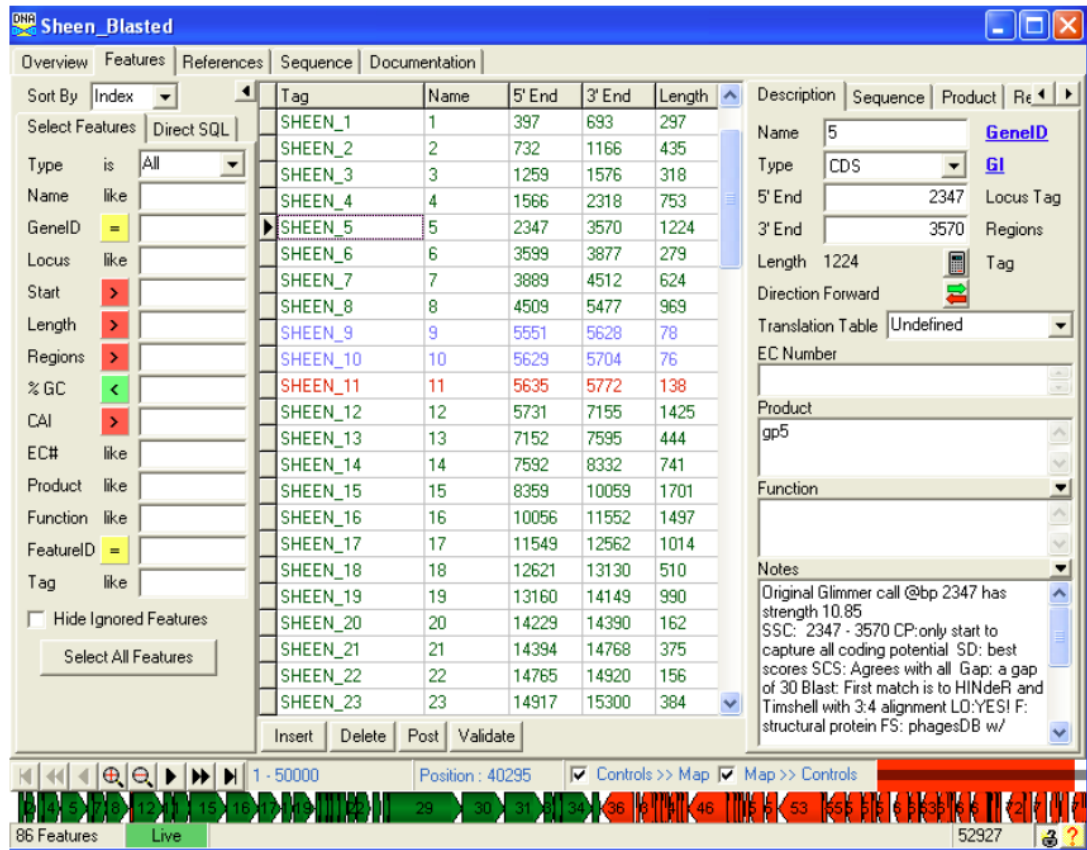 DNA Sheen_Blasted
Overview Features References Sequence Documentation
Sort By Index
Select Features Direct SQL
Type is All
Name like
GeneID =
Locus like
Start >
Length >
Regions >
% GC <
CAI >
EC# like
Product like
Function like
FeatureID =
Tag like
Hide Ignored Features
Select All Features
Tag Name 5' End 3' End Length
SHEEN_1 1 397 693 297
SHEEN_2 2 732 1166 435
SHEEN_3 3 1259 1576 318
SHEEN_4 4 1566 2318 753
SHEEN_5 5 2347 3570 1224
SHEEN_6 6 3599 3877 279
SHEEN_7 7 3889 4512 624
SHEEN_8 8 4509 5477 969
SHEEN_9 9 5551 5628 78
SHEEN_10 10 5629 5704 76
SHEEN_11 11 5635 5772 138
SHEEN_12 12 5731 7155 1425
SHEEN_13 13 7152 7595 444
SHEEN_14 14 7592 8332 741
SHEEN_15 15 8359 10059 1701
SHEEN_16 16 10056 11552 1497
SHEEN_17 17 11549 12562 1014
SHEEN_18 18 12621 13130 510
SHEEN_19 19 13160 14149 990
SHEEN_20 20 14229 14390 162
SHEEN_21 21 14394 14768 375
SHEEN_22 22 14765 14920 156
SHEEN_23 23 14917 15300 384
Insert Delete Post Validate
Description Sequence Product Re
Name 5 GeneID
Type CDS GI
5' End 2347 Locus Tag
3' End 3570 Regions
Length 1224 Tag
Direction Forward
Translation Table Undefined
EC Number
Product
gp5
Function
Notes
Original Glimmer call @bp 2347 has
strength 10.85
SSC: 2347 - 3570 CP:only start to
capture all coding potential SD: best
scores SCS: Agrees with all Gap: a gap
of 30 Blast: First match is to HINdeR and
Timshell with 3:4 alignment LO:YES! F:
structural protein FS: phagesDB w/
1 - 50000 Position : 40295 Controls >> Map Map >> Controls
4 5 7 8 12 15 16 17 19 22 29 30 31 34 36 46 53 72
86 Features Live 52927 ?